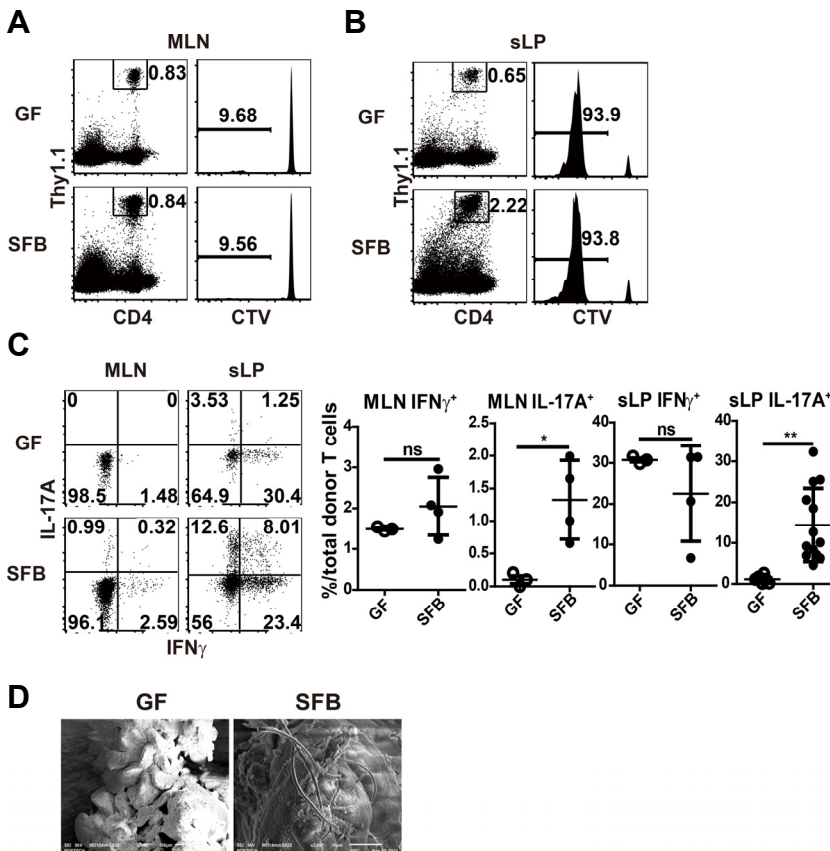 A
MLN
GF
0.83
9.68
Thy1.1
SFB
0.84
9.56
CD4
CTV
B
sLP
GF
0.65
93.9
Thy1.1
SFB
2.22
93.8
CD4
CTV
C
MLN
sLP
GF
0
0
3.53
1.25
98.5
1.48
64.9
30.4
IL-17A
SFB
0.99
0.32
12.6
8.01
96.1
2.59
56
23.4
IFNγ
%/total donor T cells
MLN IFNγ+
ns
4
3
2
1
0
GF
SFB
MLN IL-17A+
*
2.5
2.0
1.5
1.0
0.5
0.0
GF
SFB
sLP IFNγ+
ns
40
30
20
10
0
GF
SFB
sLP IL-17A+
**
40
30
20
10
0
GF
SFB
D
GF
SFB